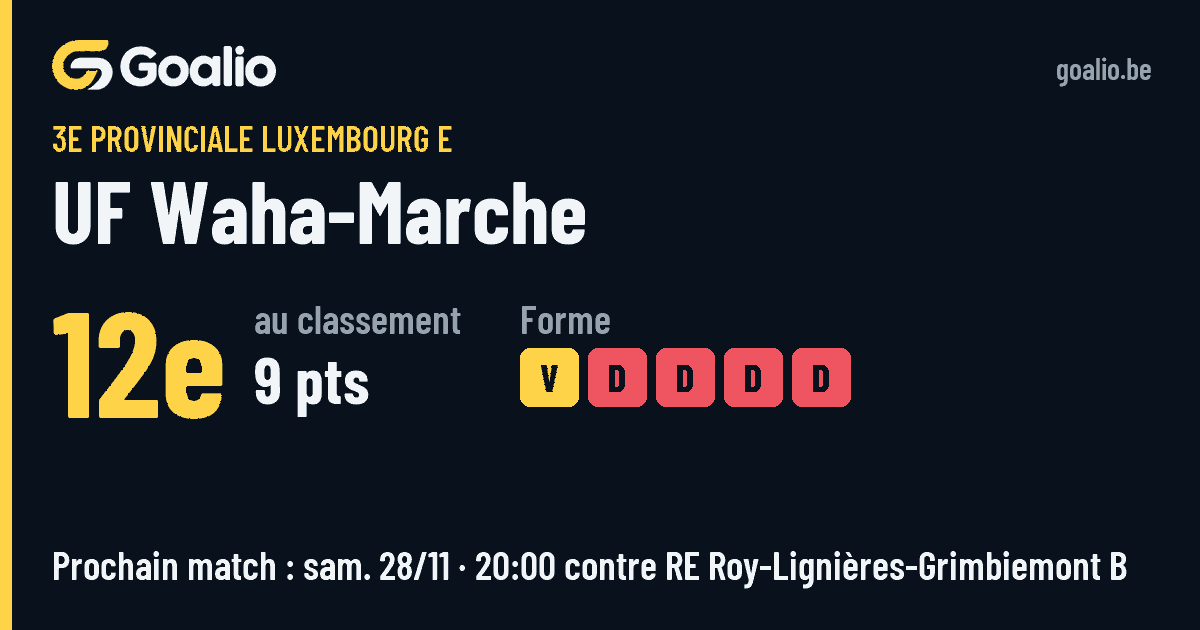 Goalio
goalio.be
3E PROVINCIALE LUXEMBOURG E
UF Waha-Marche
12e
au classement
9 pts
Forme
V D D D D
Prochain match : sam. 28/11 · 20:00 contre RE Roy-Lignières-Grimbiemont B